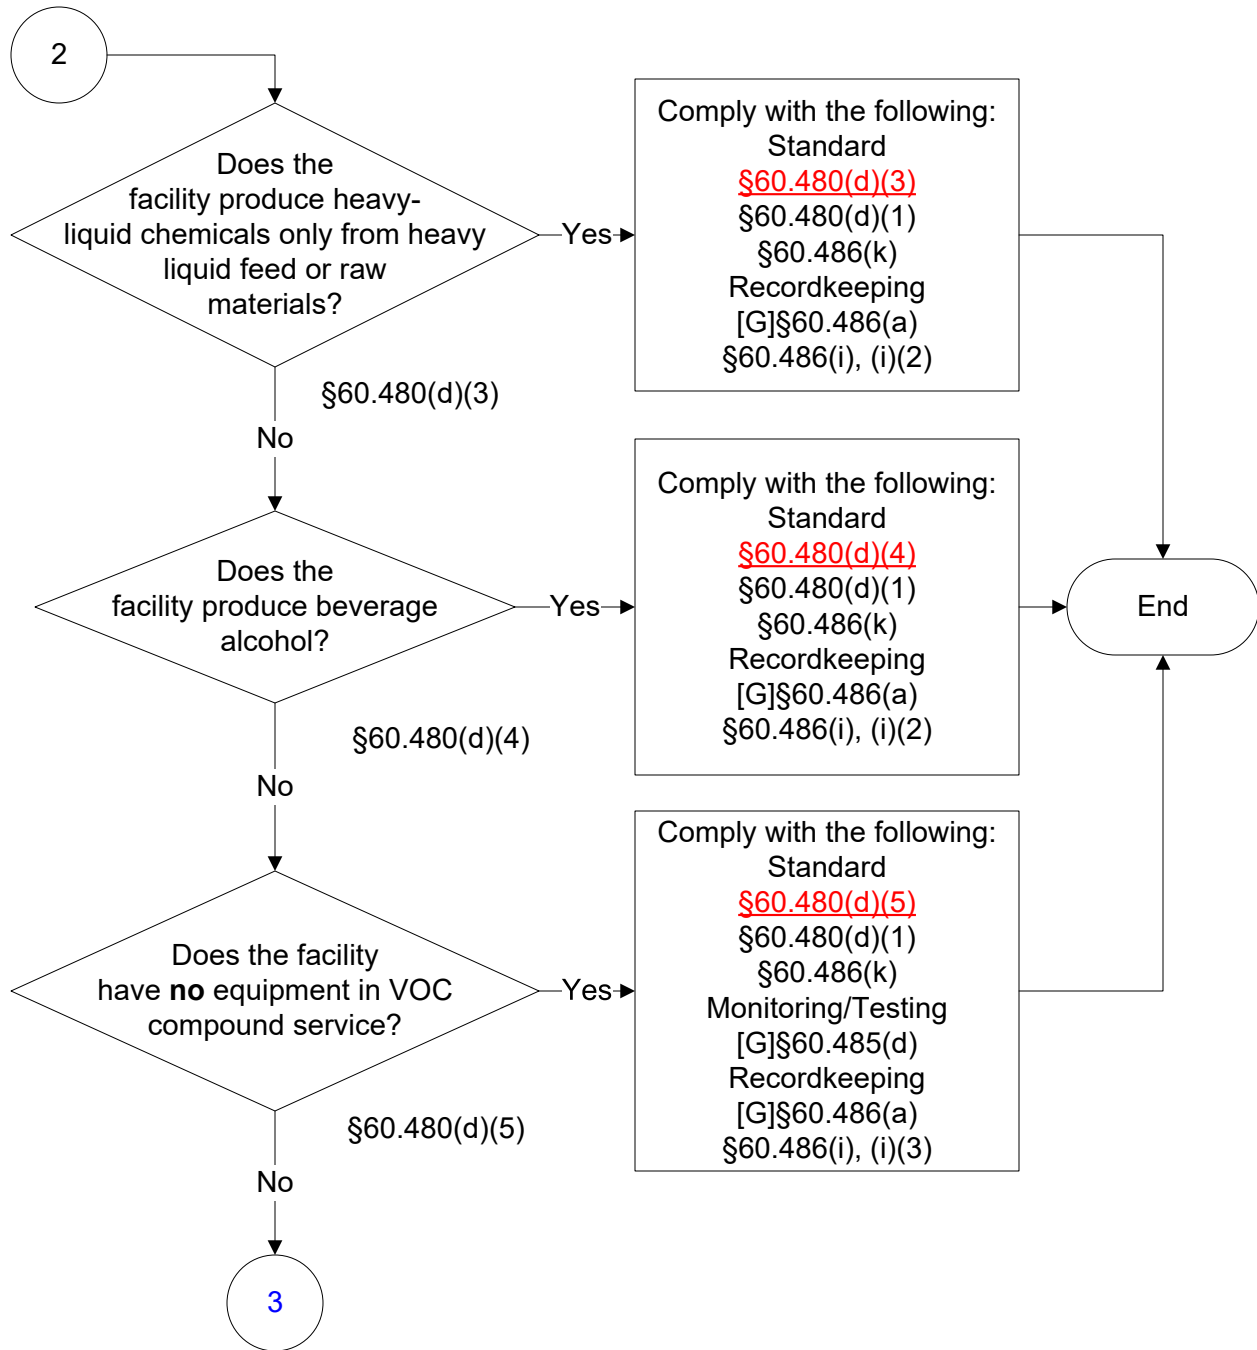 2
Does the
facility produce heavy-
liquid chemicals only from heavy
liquid feed or raw
materials?
Yes
Comply with the following:
Standard
§60.480(d)(3)
§60.480(d)(1)
§60.486(k)
Recordkeeping
[G]§60.486(a)
§60.486(i), (i)(2)
§60.480(d)(3)
No
Does the
facility produce beverage
alcohol?
Yes
Comply with the following:
Standard
§60.480(d)(4)
§60.480(d)(1)
§60.486(k)
Recordkeeping
[G]§60.486(a)
§60.486(i), (i)(2)
End
§60.480(d)(4)
No
Does the facility
have no equipment in VOC
compound service?
Yes
Comply with the following:
Standard
§60.480(d)(5)
§60.480(d)(1)
§60.486(k)
Monitoring/Testing
[G]§60.485(d)
Recordkeeping
[G]§60.486(a)
§60.486(i), (i)(3)
§60.480(d)(5)
No
3